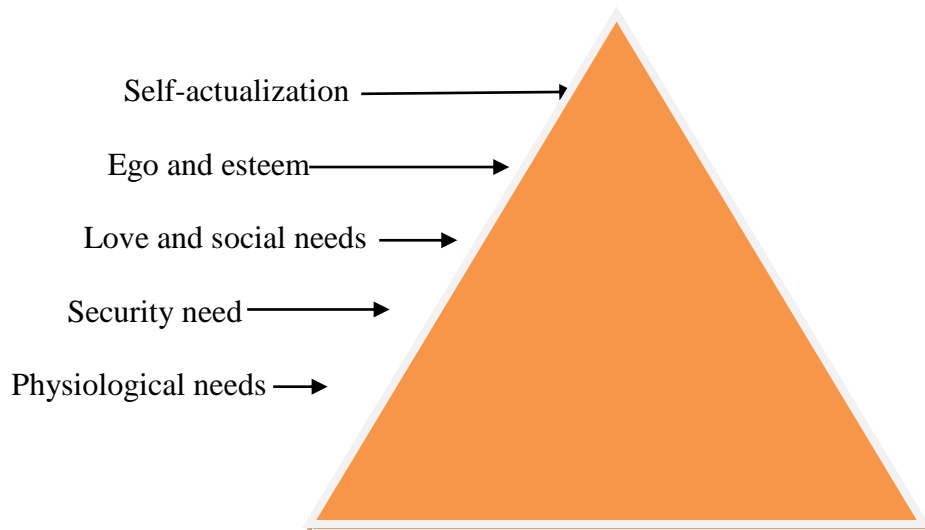 Self-actualization
Ego and esteem
Love and social needs
Security need
Physiological needs